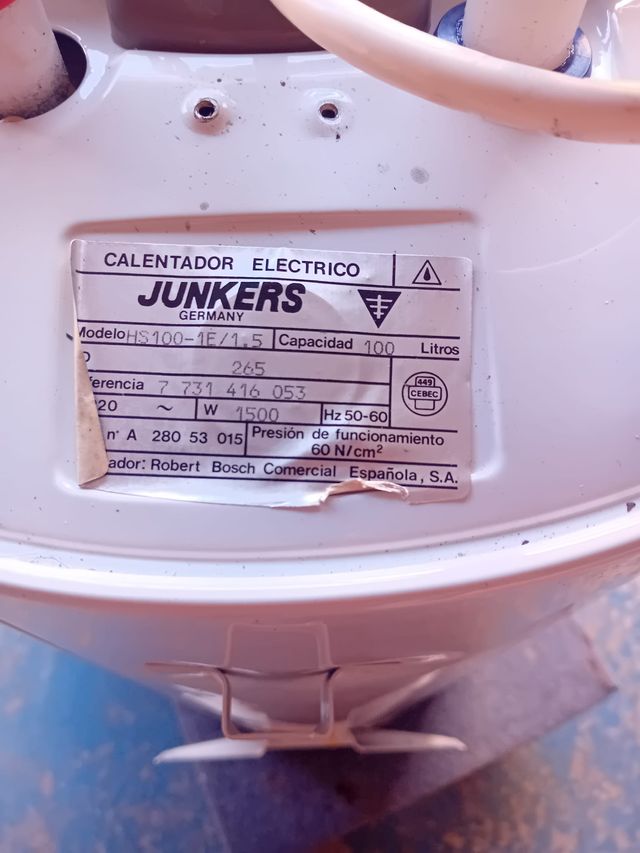 CALENTADOR ELECTRICO
JUNKERS
GERMANY
Modelo HS100-1E/1.5 Capacidad 100 Litros
265
ferencia 7 731 416 053
20 ~ W 1500 Hz 50-60
449
CEBEC
n° A 280 53 015 Presión de funcionamiento
60 N/cm²
ador: Robert Bosch Comercial Española, S.A.